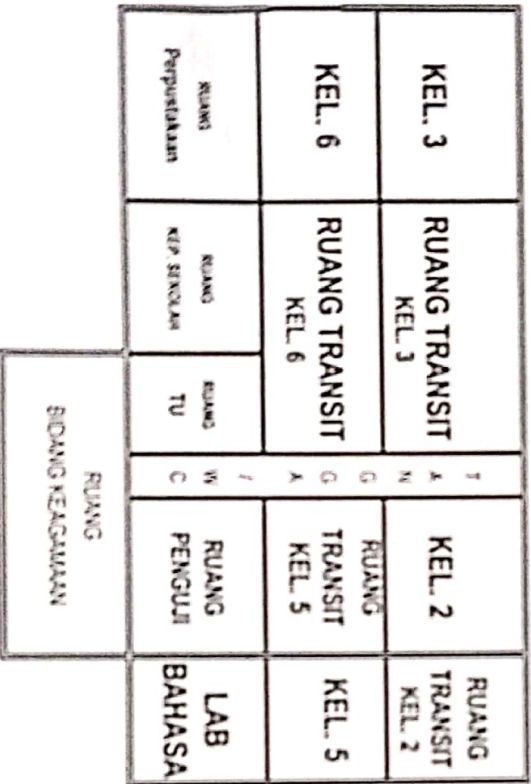 KEL. 3
RUANG TRANSIT
KEL. 3
T
A
N
G
G
A
/
W
C
KEL. 2
RUANG
TRANSIT
KEL. 2
KEL. 6
RUANG TRANSIT
KEL. 6
RUANG
TRANSIT
KEL. 5
KEL. 5
RUANG
Perpustakaan
RUANG
KEP. SEKOLAH
RUANG
TU
RUANG
PENGUJI
LAB
BAHASA
RUANG
BIDANG KEAGAMAAN